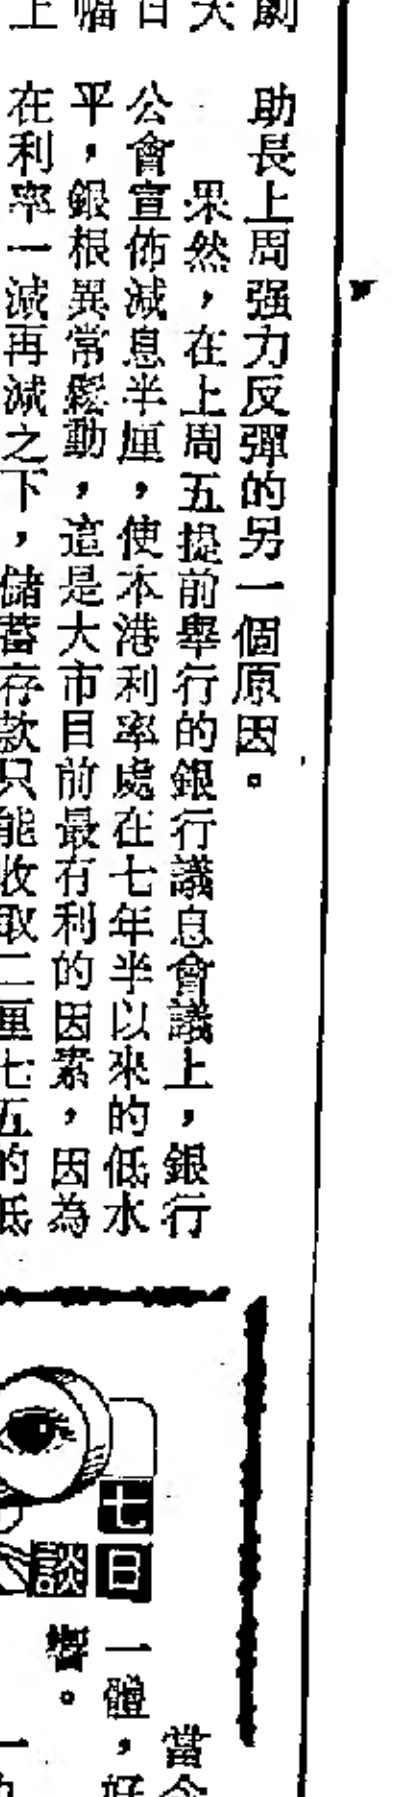 劇
大
日
幅
上
助長上周强力反彈的另一個原因。
果然，在上周五提前舉行的銀行議息會議上，銀行
公會宣佈減息半厘，使本港利率處在七年半以來的低水
平，銀根異常鬆動，這是大市目前最有利的因素，因為
在利率一減再減之下，儲蓄存款只能收取二厘七五的低
七日
談
當
一體，好
響。
一